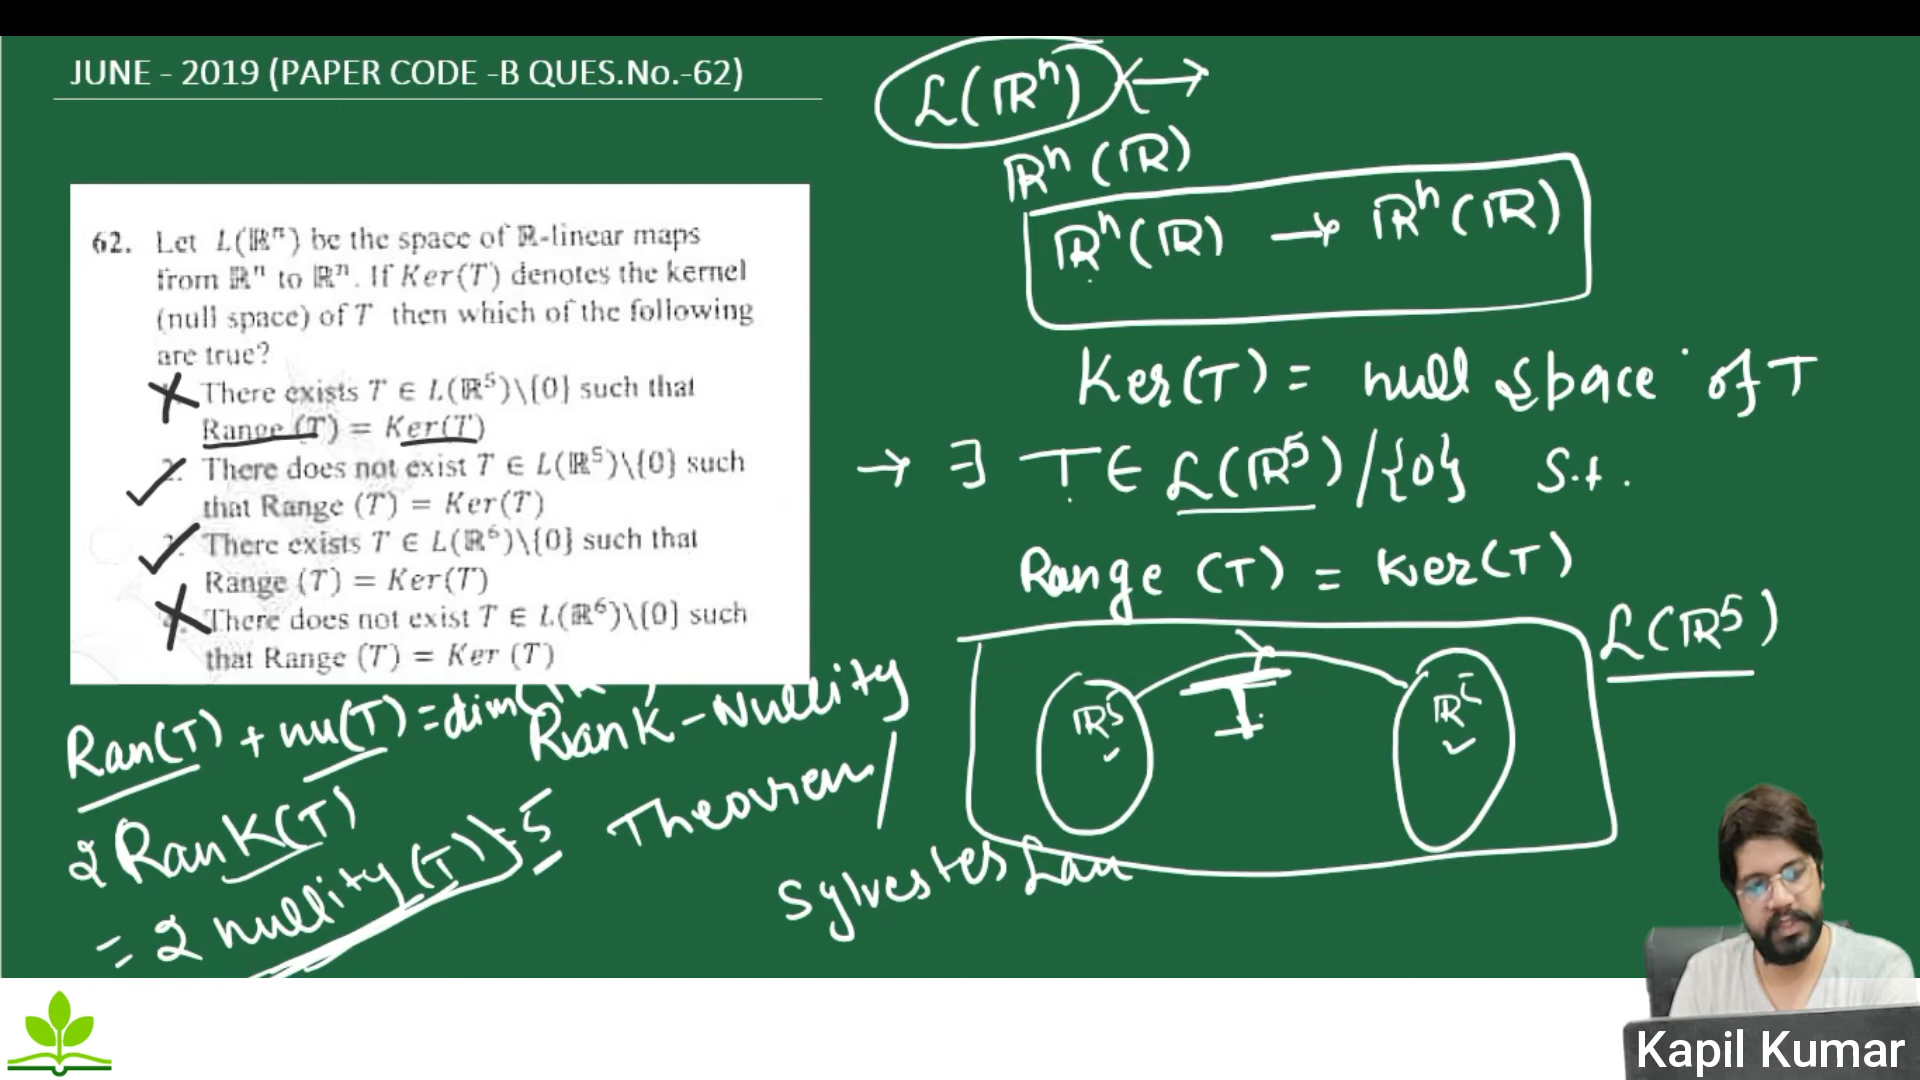 JUNE - 2019 (PAPER CODE -B QUES.No.-62)
62. Let L(ℝⁿ) be the space of ℝ-linear maps
from ℝⁿ to ℝⁿ. If Ker(T) denotes the kernel
(null space) of T then which of the following
are true?
There exists T ∈ L(ℝ⁵)\{0} such that
Range (T) = Ker(T)
2. There does not exist T ∈ L(ℝ⁵)\{0} such
that Range (T) = Ker(T)
3. There exists T ∈ L(ℝ⁶)\{0} such that
Range (T) = Ker(T)
4. There does not exist T ∈ L(ℝ⁶)\{0} such
that Range (T) = Ker (T)
Ran(T) + nu(T) = dim(
2 Rank(T)
= 2 nullity(T) = 5
Rank-Nullity
Theorem /
Sylvester Law
L(ℝⁿ) ↔
ℝⁿ(ℝ)
ℝⁿ(ℝ) → ℝⁿ(ℝ)
Ker(T) = null space of T
→ ∃ T ∈ L(ℝ⁵)/{0} s.t.
Range (T) = Ker(T)
L(ℝ⁵)
ℝ⁵ T ℝ⁵
Kapil Kumar